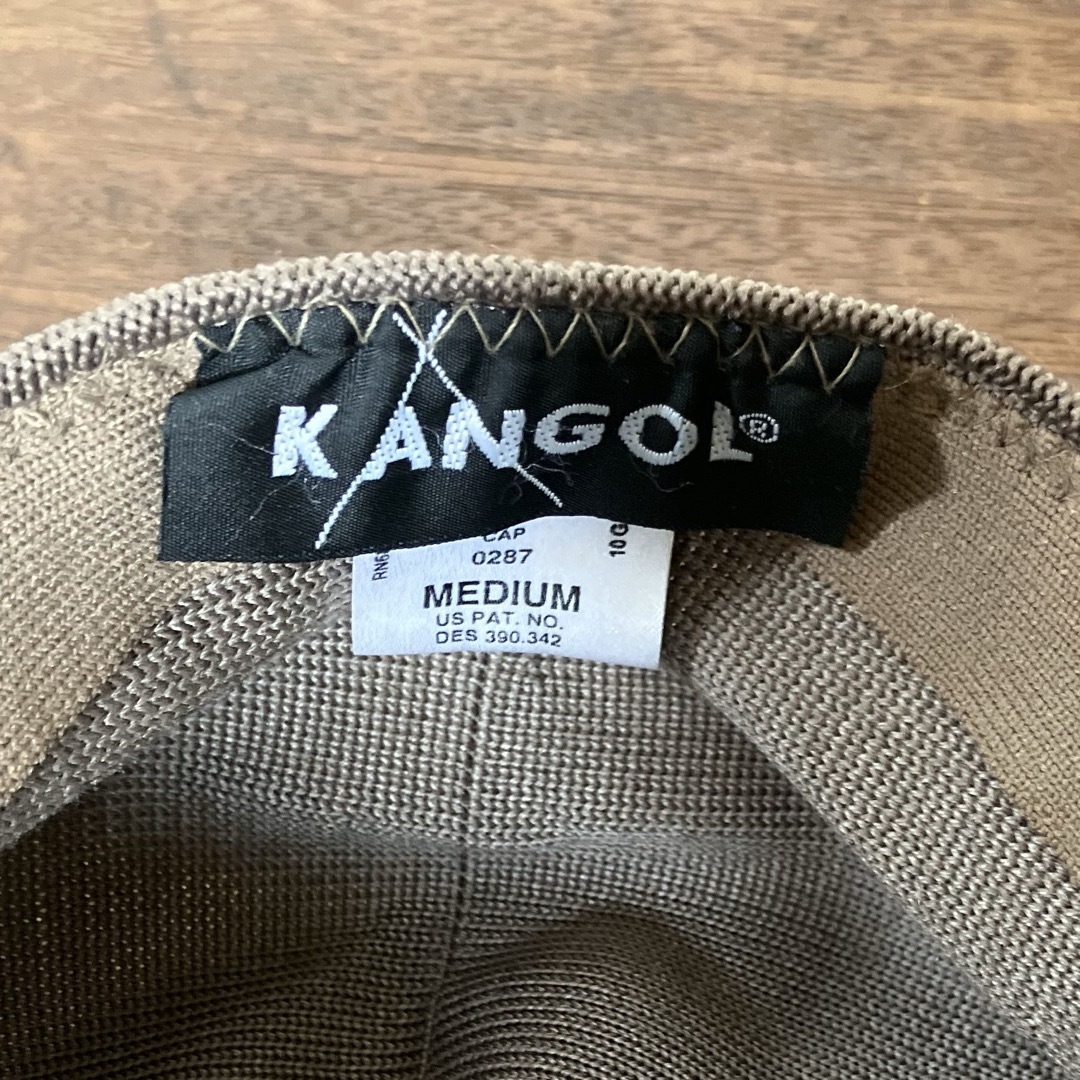 KANGOL®
CAP
0287
MEDIUM
US PAT. NO.
DES 390.342